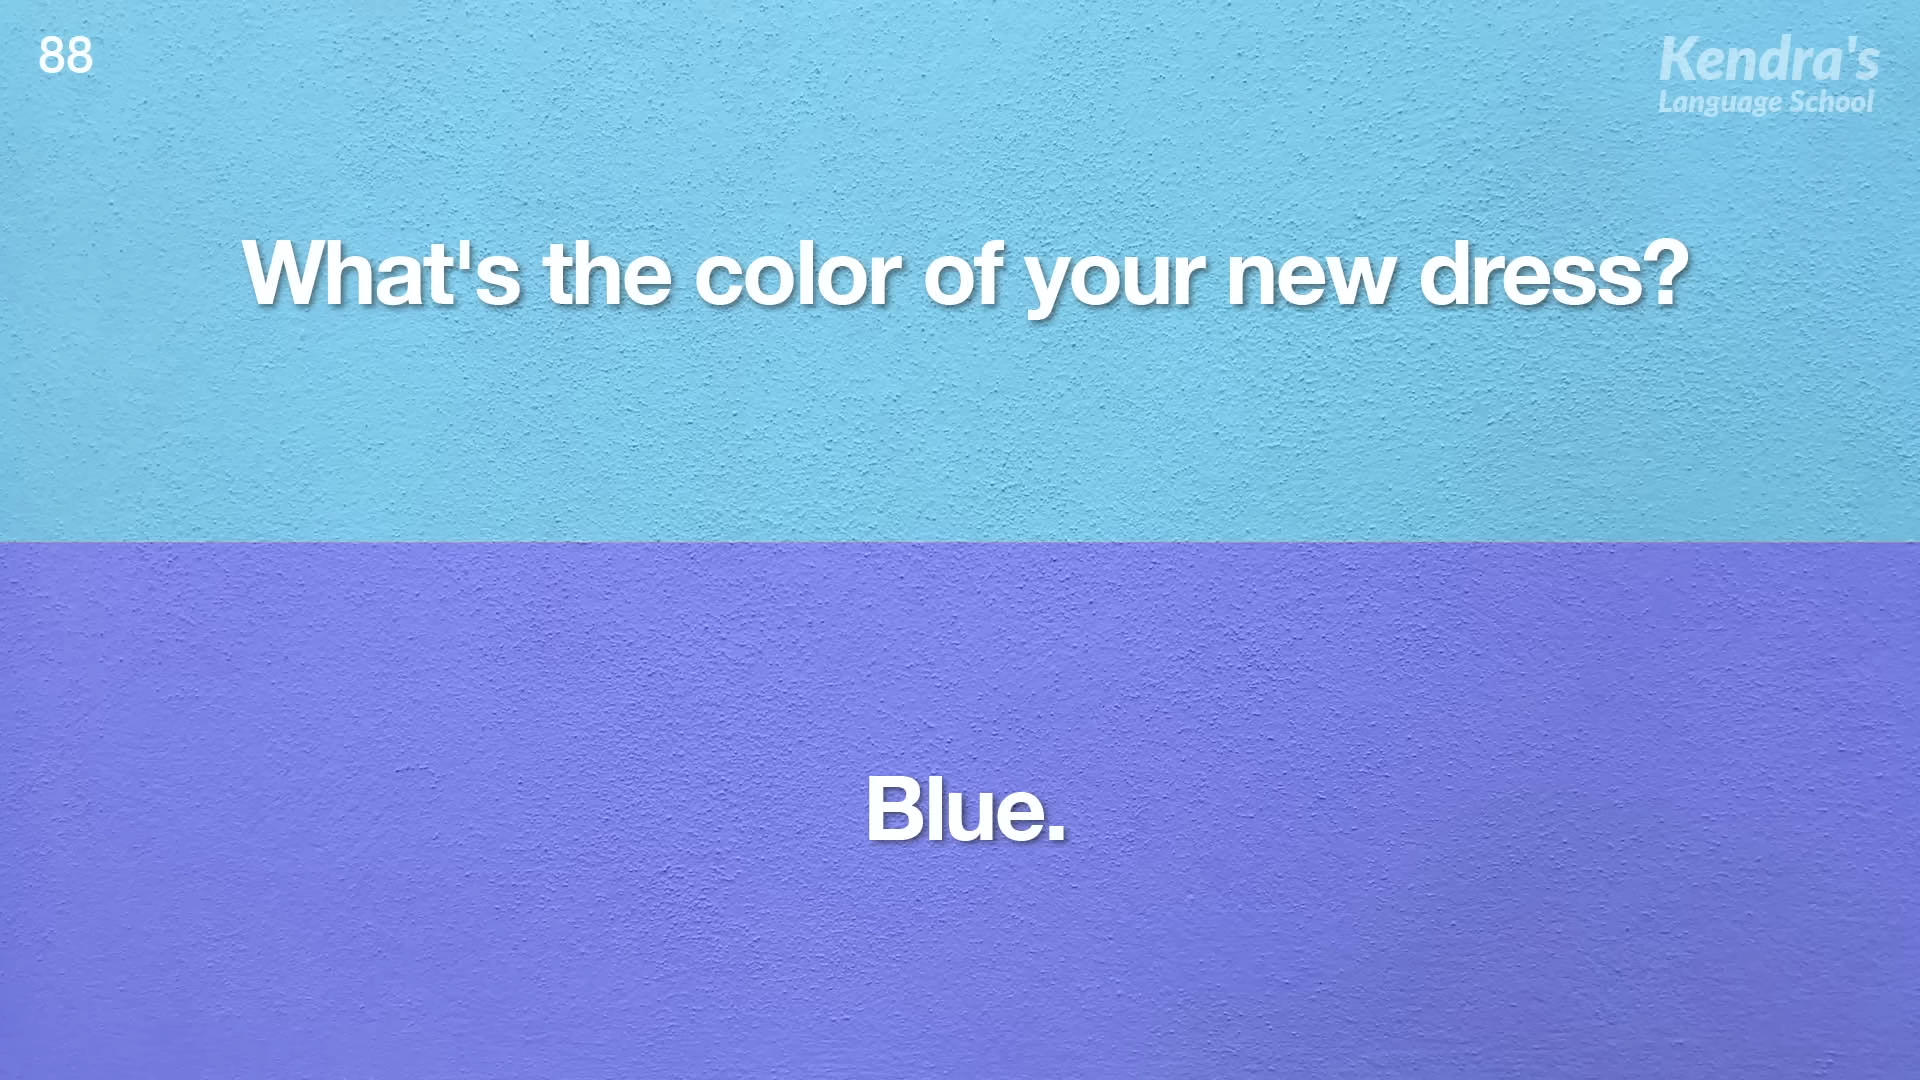 88
Kendra's
Language School
What's the color of your new dress?
Blue.